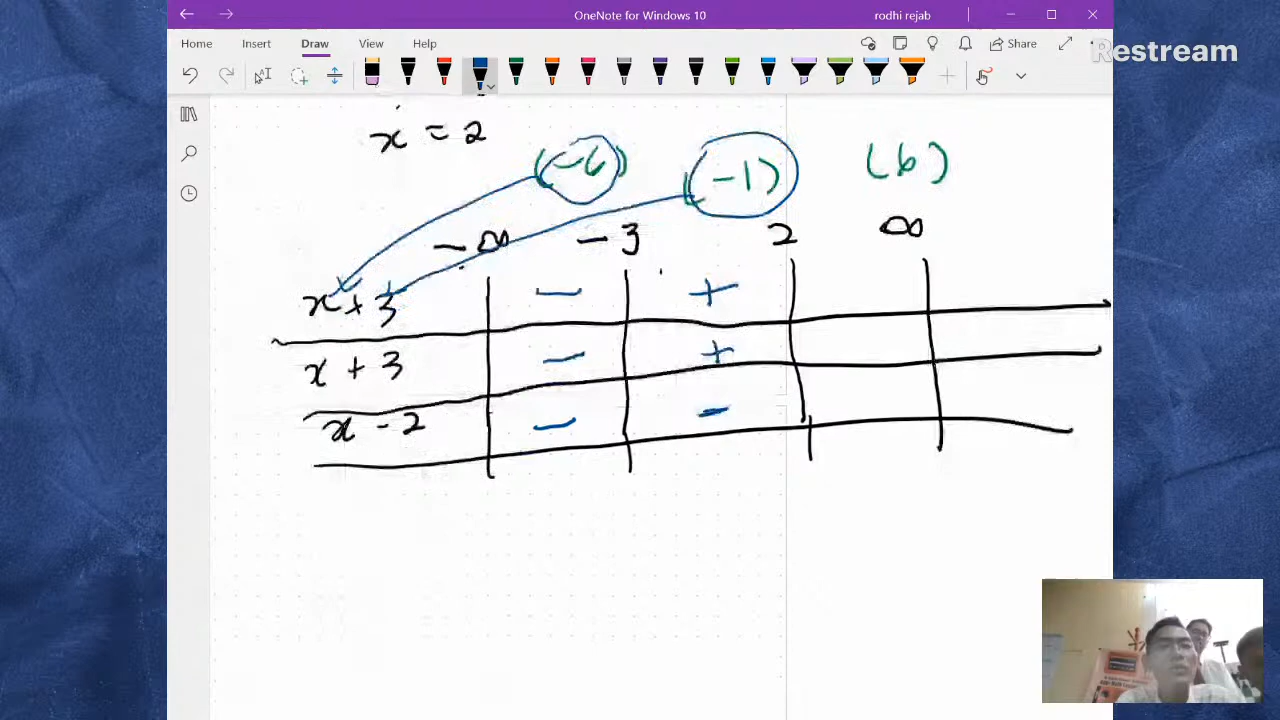 OneNote for Windows 10
rodhi rejab
Home Insert Draw View Help
Share
Restream
x = 2
(-6) (-1) (6)
-∞ -3 2 ∞
x + 3 - +
x + 3 - +
x - 2 - -